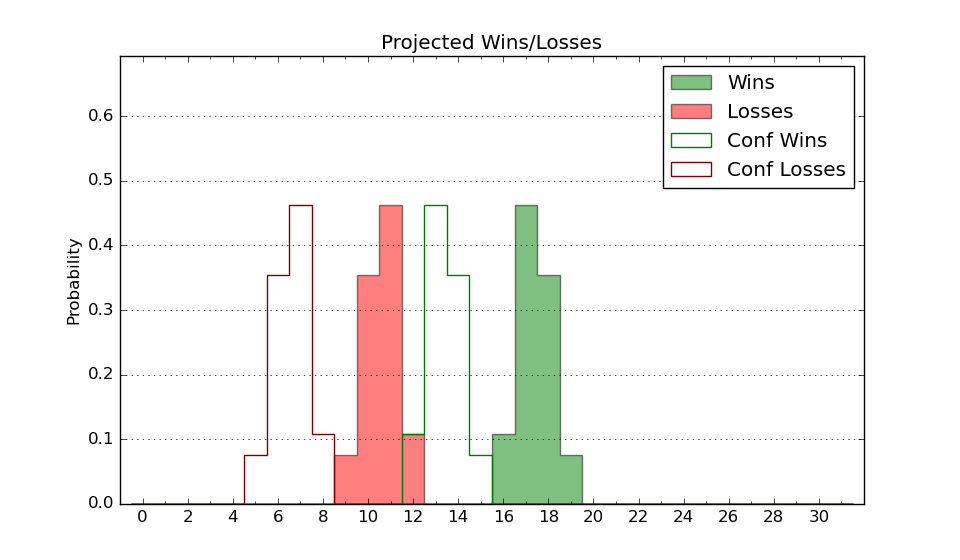 Projected Wins/Losses
Wins
Losses
Conf Wins
Conf Losses
Probability
0.6
0.5
0.4
0.3
0.2
0.1
0.0
0 2 4 6 8 10 12 14 16 18 20 22 24 26 28 30